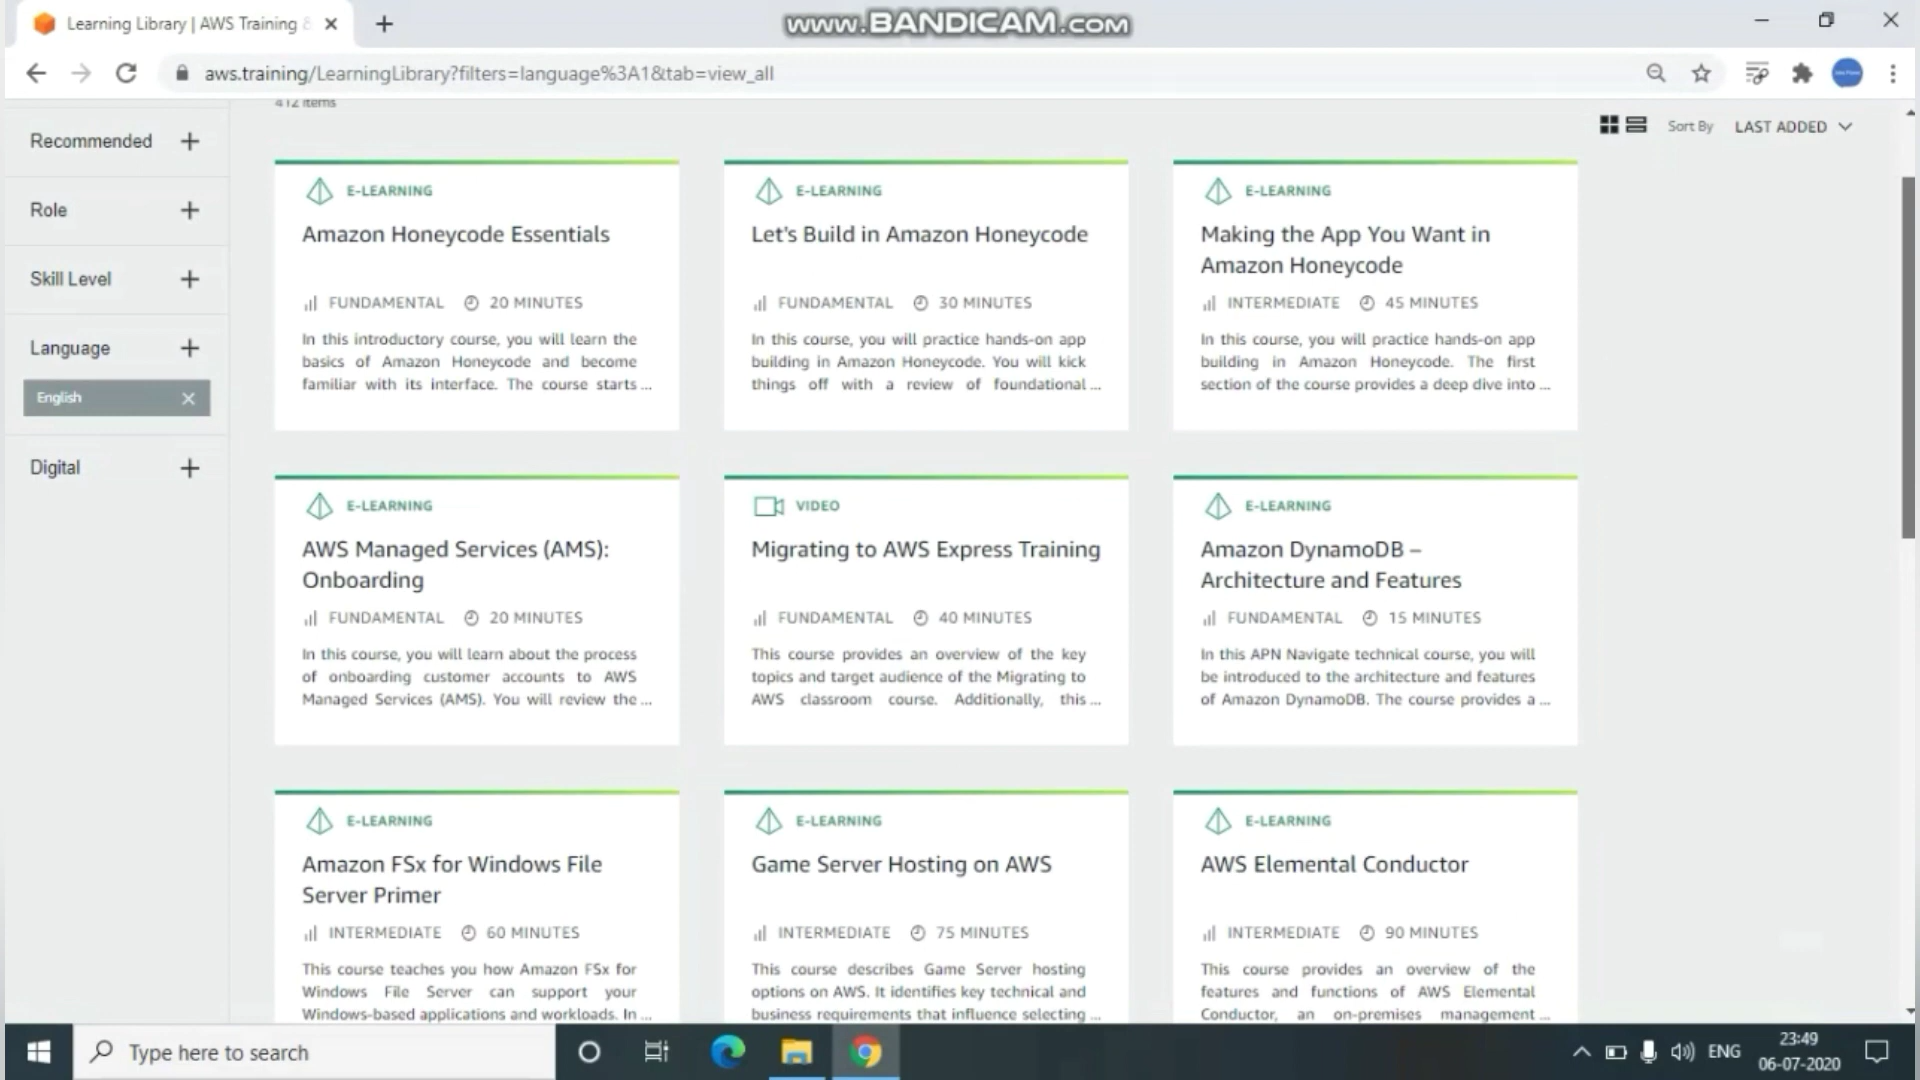 Learning Library | AWS Training &
www.BANDICAM.com
aws.training/LearningLibrary?filters=language%3A1&tab=view_all
412 items
Sort By LAST ADDED
Recommended
Role
Skill Level
Language
English
Digital
E-LEARNING
Amazon Honeycode Essentials
FUNDAMENTAL 20 MINUTES
In this introductory course, you will learn the
basics of Amazon Honeycode and become
familiar with its interface. The course starts ...
E-LEARNING
Let's Build in Amazon Honeycode
FUNDAMENTAL 30 MINUTES
In this course, you will practice hands-on app
building in Amazon Honeycode. You will kick
things off with a review of foundational ...
E-LEARNING
Making the App You Want in
Amazon Honeycode
INTERMEDIATE 45 MINUTES
In this course, you will practice hands-on app
building in Amazon Honeycode. The first
section of the course provides a deep dive into ...
E-LEARNING
AWS Managed Services (AMS):
Onboarding
FUNDAMENTAL 20 MINUTES
In this course, you will learn about the process
of onboarding customer accounts to AWS
Managed Services (AMS). You will review the ...
VIDEO
Migrating to AWS Express Training
FUNDAMENTAL 40 MINUTES
This course provides an overview of the key
topics and target audience of the Migrating to
AWS classroom course. Additionally, this ...
E-LEARNING
Amazon DynamoDB –
Architecture and Features
FUNDAMENTAL 15 MINUTES
In this APN Navigate technical course, you will
be introduced to the architecture and features
of Amazon DynamoDB. The course provides a ...
E-LEARNING
Amazon FSx for Windows File
Server Primer
INTERMEDIATE 60 MINUTES
This course teaches you how Amazon FSx for
Windows File Server can support your
Windows-based applications and workloads. In ...
E-LEARNING
Game Server Hosting on AWS
INTERMEDIATE 75 MINUTES
This course describes Game Server hosting
options on AWS. It identifies key technical and
business requirements that influence selecting ...
E-LEARNING
AWS Elemental Conductor
INTERMEDIATE 90 MINUTES
This course provides an overview of the
features and functions of AWS Elemental
Conductor, an on-premises management ...
Type here to search
ENG
23:49
06-07-2020